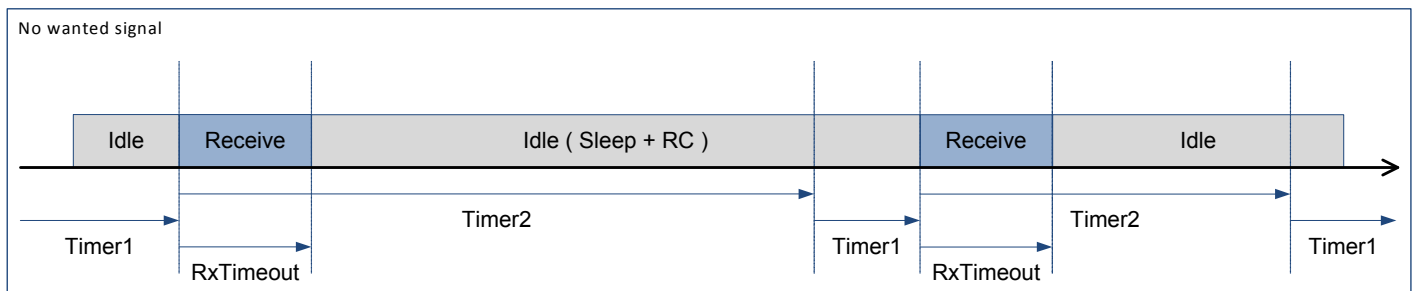 No wanted signal
Idle
Receive
Idle ( Sleep + RC )
Receive
Idle
Timer2
Timer2
Timer1
Timer1
Timer1
RxTimeout
RxTimeout